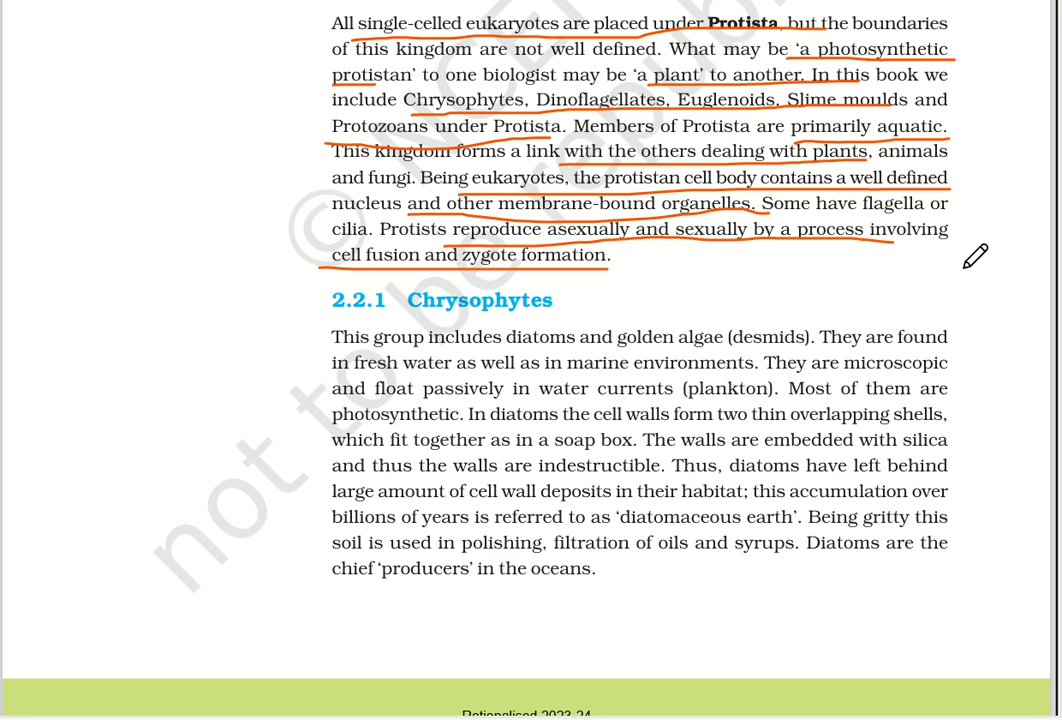 All single-celled eukaryotes are placed under Protista, but the boundaries
of this kingdom are not well defined. What may be ‘a photosynthetic
protistan’ to one biologist may be ‘a plant’ to another. In this book we
include Chrysophytes, Dinoflagellates, Euglenoids, Slime moulds and
Protozoans under Protista. Members of Protista are primarily aquatic.
This kingdom forms a link with the others dealing with plants, animals
and fungi. Being eukaryotes, the protistan cell body contains a well defined
nucleus and other membrane-bound organelles. Some have flagella or
cilia. Protists reproduce asexually and sexually by a process involving
cell fusion and zygote formation.
2.2.1 Chrysophytes
This group includes diatoms and golden algae (desmids). They are found
in fresh water as well as in marine environments. They are microscopic
and float passively in water currents (plankton). Most of them are
photosynthetic. In diatoms the cell walls form two thin overlapping shells,
which fit together as in a soap box. The walls are embedded with silica
and thus the walls are indestructible. Thus, diatoms have left behind
large amount of cell wall deposits in their habitat; this accumulation over
billions of years is referred to as ‘diatomaceous earth’. Being gritty this
soil is used in polishing, filtration of oils and syrups. Diatoms are the
chief ‘producers’ in the oceans.
© NCE
not to be republ
Rationalised 2023-24